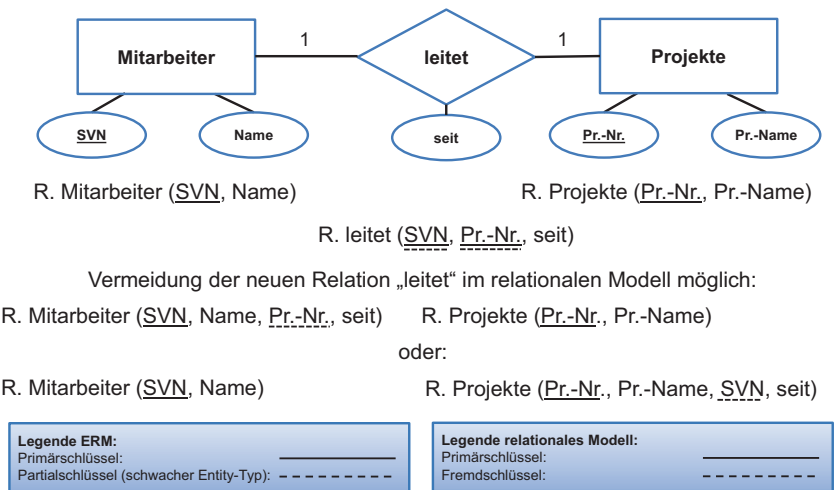 Mitarbeiter 1 leitet 1 Projekte
SVN Name seit Pr.-Nr. Pr.-Name
R. Mitarbeiter (SVN, Name) R. Projekte (Pr.-Nr., Pr.-Name)
R. leitet (SVN, Pr.-Nr., seit)
Vermeidung der neuen Relation „leitet“ im relationalen Modell möglich:
R. Mitarbeiter (SVN, Name, Pr.-Nr., seit) R. Projekte (Pr.-Nr., Pr.-Name)
oder:
R. Mitarbeiter (SVN, Name) R. Projekte (Pr.-Nr., Pr.-Name, SVN, seit)
Legende ERM:
Primärschlüssel:
Partialschlüssel (schwacher Entity-Typ):
Legende relationales Modell:
Primärschlüssel:
Fremdschlüssel: